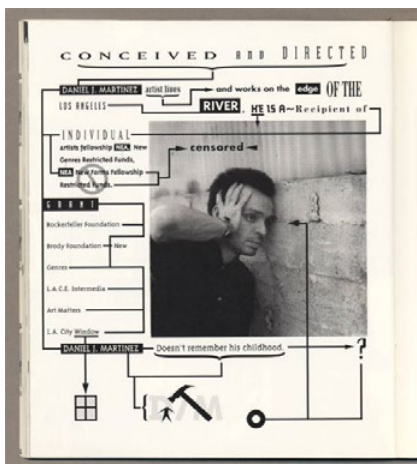 CONCEIVED AND DIRECTED
DANIEL J. MARTINEZ artist lives and works on the edge OF THE
LOS ANGELES RIVER, HE IS A~Recipient of
INDIVIDUAL
artists fellowship NEA, New
Genres Restricted Funds, censored
NEA New Forms Fellowship
Restricted Funds.
GRANT
Rockerfeller Foundation
Brody Foundation New
Genres
L.A.C.E. Intermedia
Art Matters
L.A. City Window
DANIEL J. MARTINEZ Doesn't remember his childhood. ?
D/M